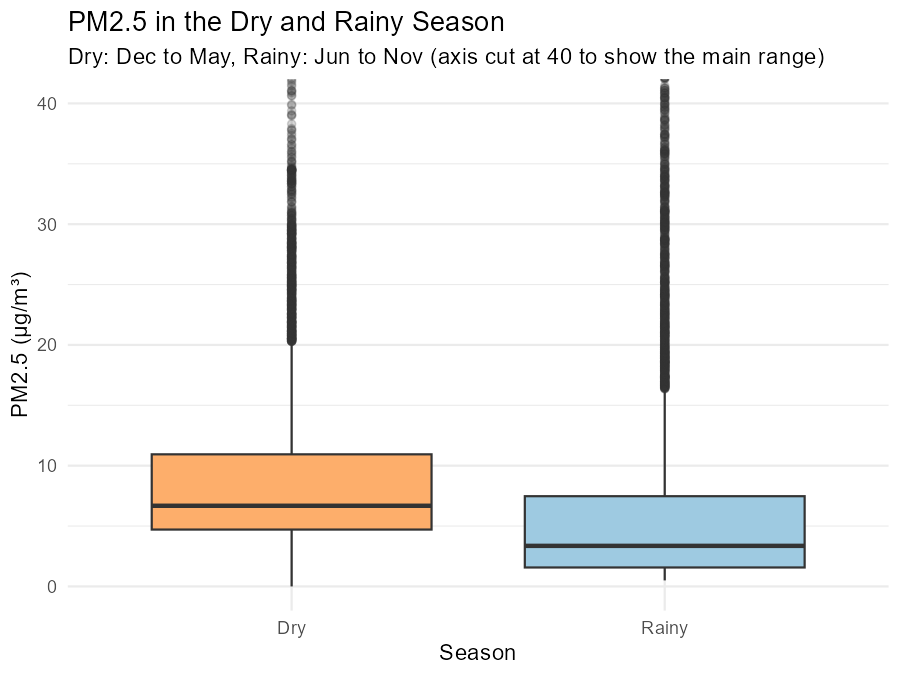 PM2.5 in the Dry and Rainy Season
Dry: Dec to May, Rainy: Jun to Nov (axis cut at 40 to show the main range)
40
30
20
10
0
PM2.5 (µg/m³)
Dry
Rainy
Season